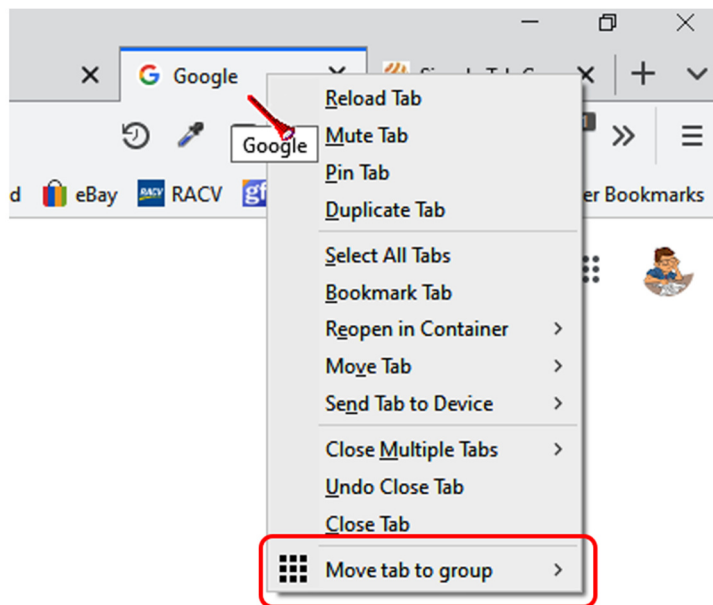 Google
Reload Tab
Google
Mute Tab
Pin Tab
d eBay RACV RACV gf er Bookmarks
Duplicate Tab
Select All Tabs
Bookmark Tab
Reopen in Container
Move Tab
Send Tab to Device
Close Multiple Tabs
Undo Close Tab
Close Tab
Move tab to group